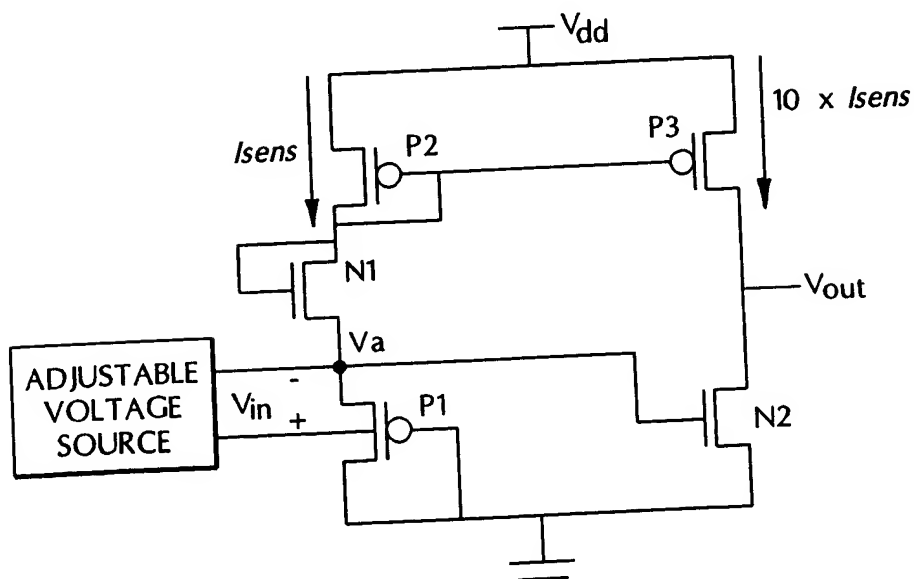 Vdd
Isens
10 x Isens
P2
P3
N1
Vout
Va
ADJUSTABLE
VOLTAGE
SOURCE
-
Vin
+
P1
N2